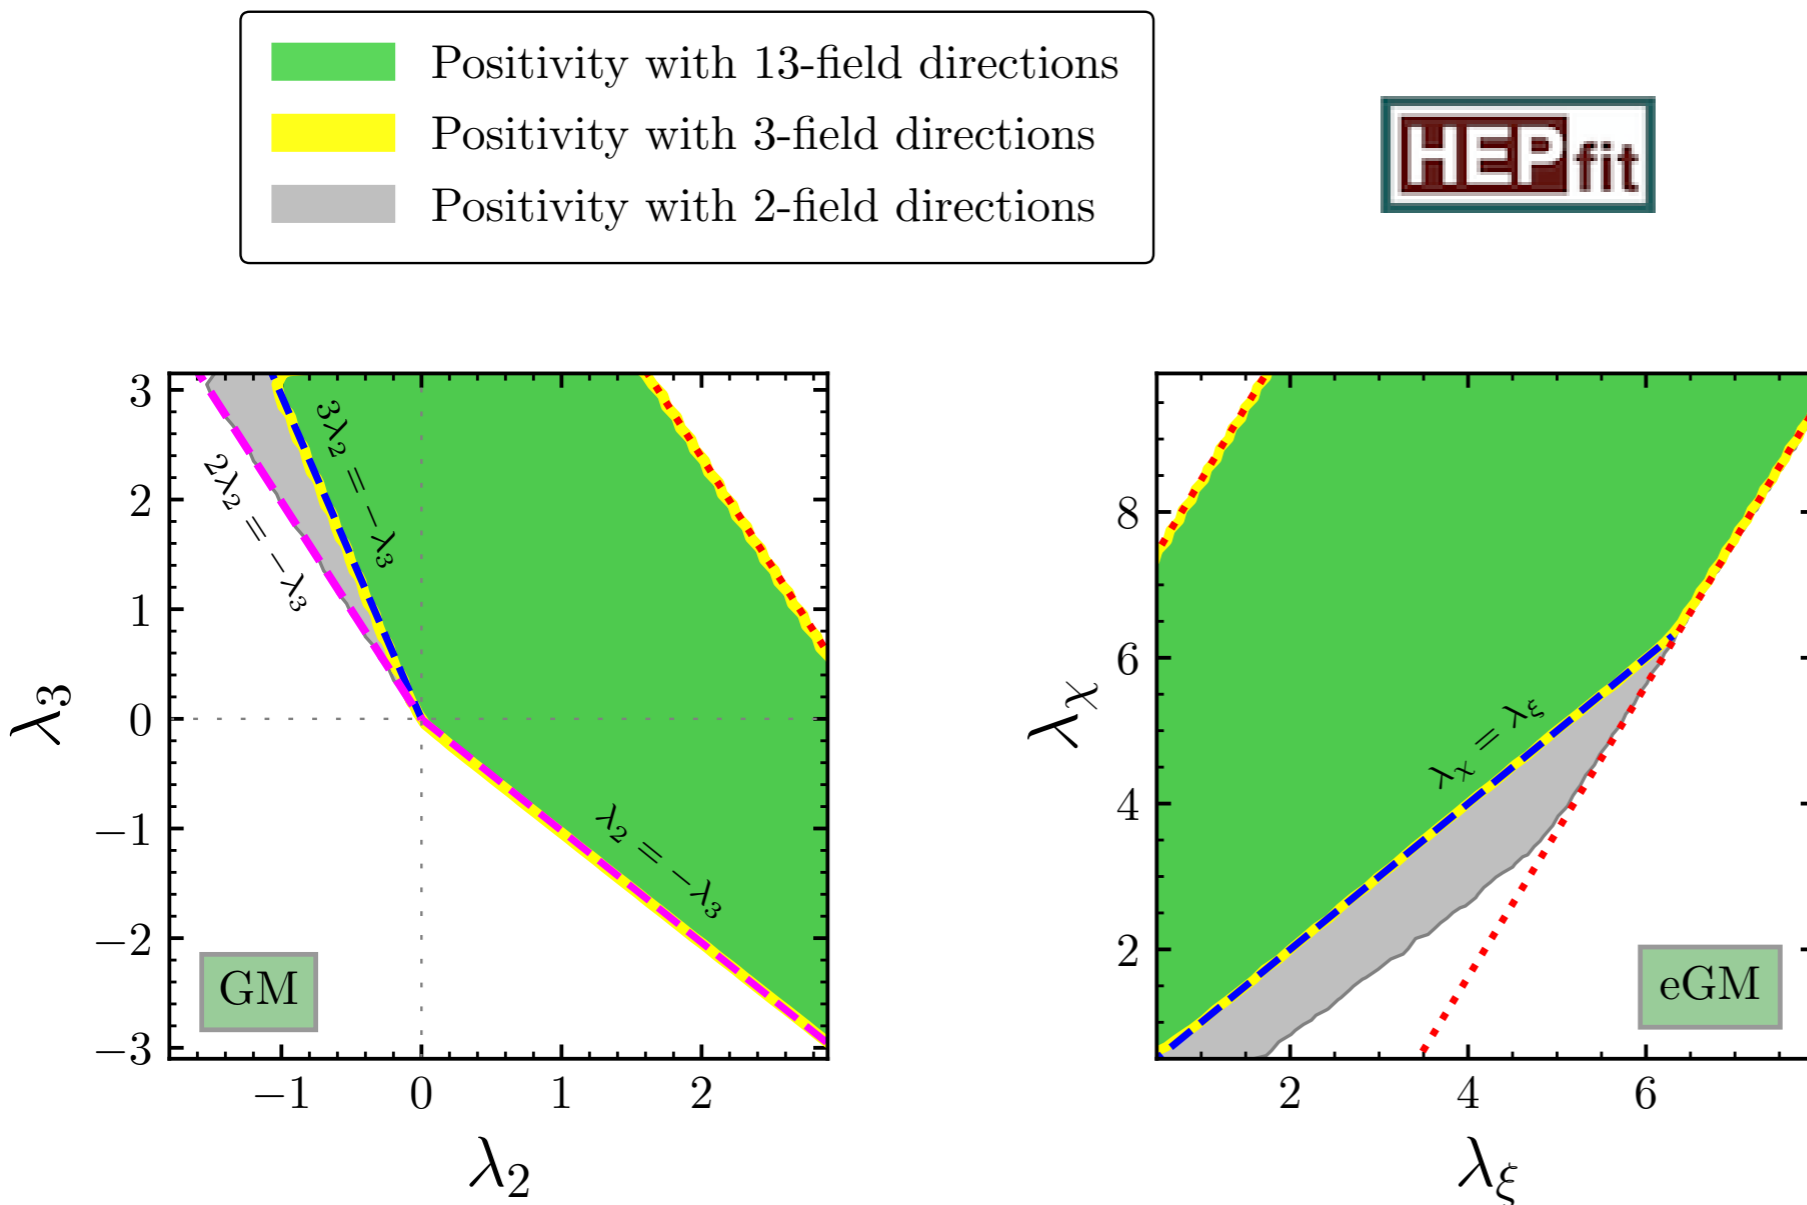 Positivity with 13-field directions
Positivity with 3-field directions
Positivity with 2-field directions
HEPfit
3
2
1
0
−1
−2
−3
λ₃
2λ₂ = −λ₃
3λ₂ = −λ₃
λ₂ = −λ₃
GM
−1 0 1 2
λ₂
8
6
4
2
λχ
λχ = λξ
eGM
2 4 6
λξ